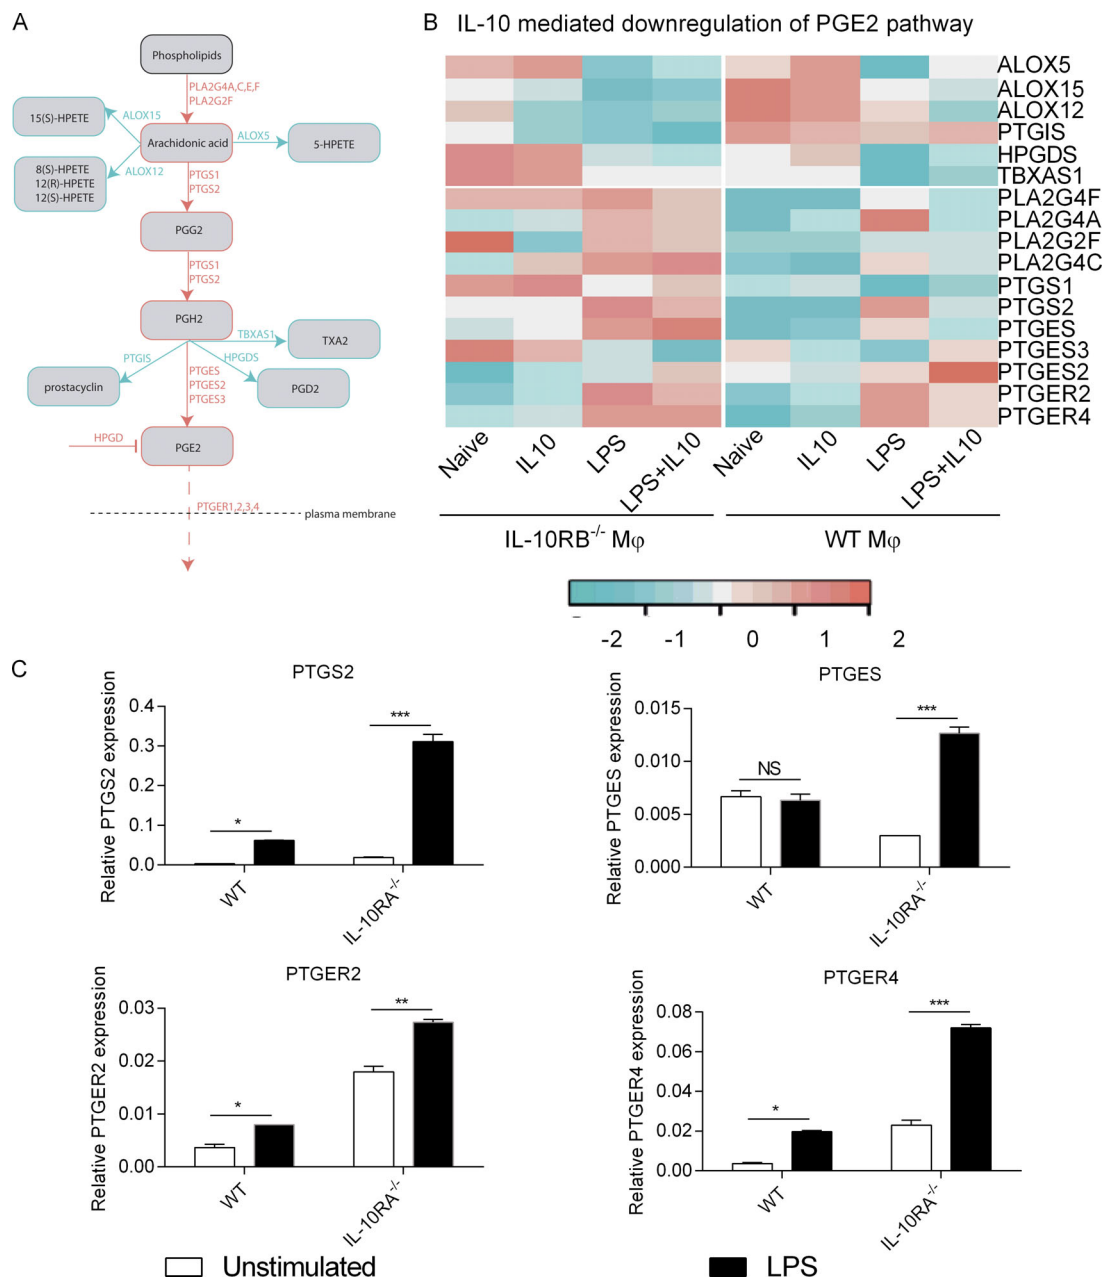 A
Phospholipids
PLA2G4A,C,E,F
PLA2G2F
15(S)-HPETE
ALOX15
Arachidonic acid
ALOX5
5-HPETE
8(S)-HPETE
12(R)-HPETE
12(S)-HPETE
ALOX12
PTGS1
PTGS2
PGG2
PTGS1
PTGS2
PGH2
TBXAS1
TXA2
PTGIS
HPGDS
prostacyclin
PTGES
PTGES2
PTGES3
PGD2
HPGD
PGE2
PTGER1,2,3,4
plasma membrane
B IL-10 mediated downregulation of PGE2 pathway
ALOX5
ALOX15
ALOX12
PTGIS
HPGDS
TBXAS1
PLA2G4F
PLA2G4A
PLA2G2F
PLA2G4C
PTGS1
PTGS2
PTGES
PTGES3
PTGES2
PTGER2
PTGER4
Naive IL10 LPS LPS+IL10 Naive IL10 LPS LPS+IL10
IL-10RB-/- Mφ WT Mφ
-2 -1 0 1 2
C
PTGS2
Relative PTGS2 expression
0.4
0.3
0.2
0.1
0.0
*
***
WT IL-10RA-/-
PTGES
Relative PTGES expression
0.015
0.010
0.005
0.000
NS
***
WT IL-10RA-/-
PTGER2
Relative PTGER2 expression
0.03
0.02
0.01
0.00
*
**
WT IL-10RA-/-
PTGER4
Relative PTGER4 expression
0.08
0.06
0.04
0.02
0.00
*
***
WT IL-10RA-/-
Unstimulated LPS